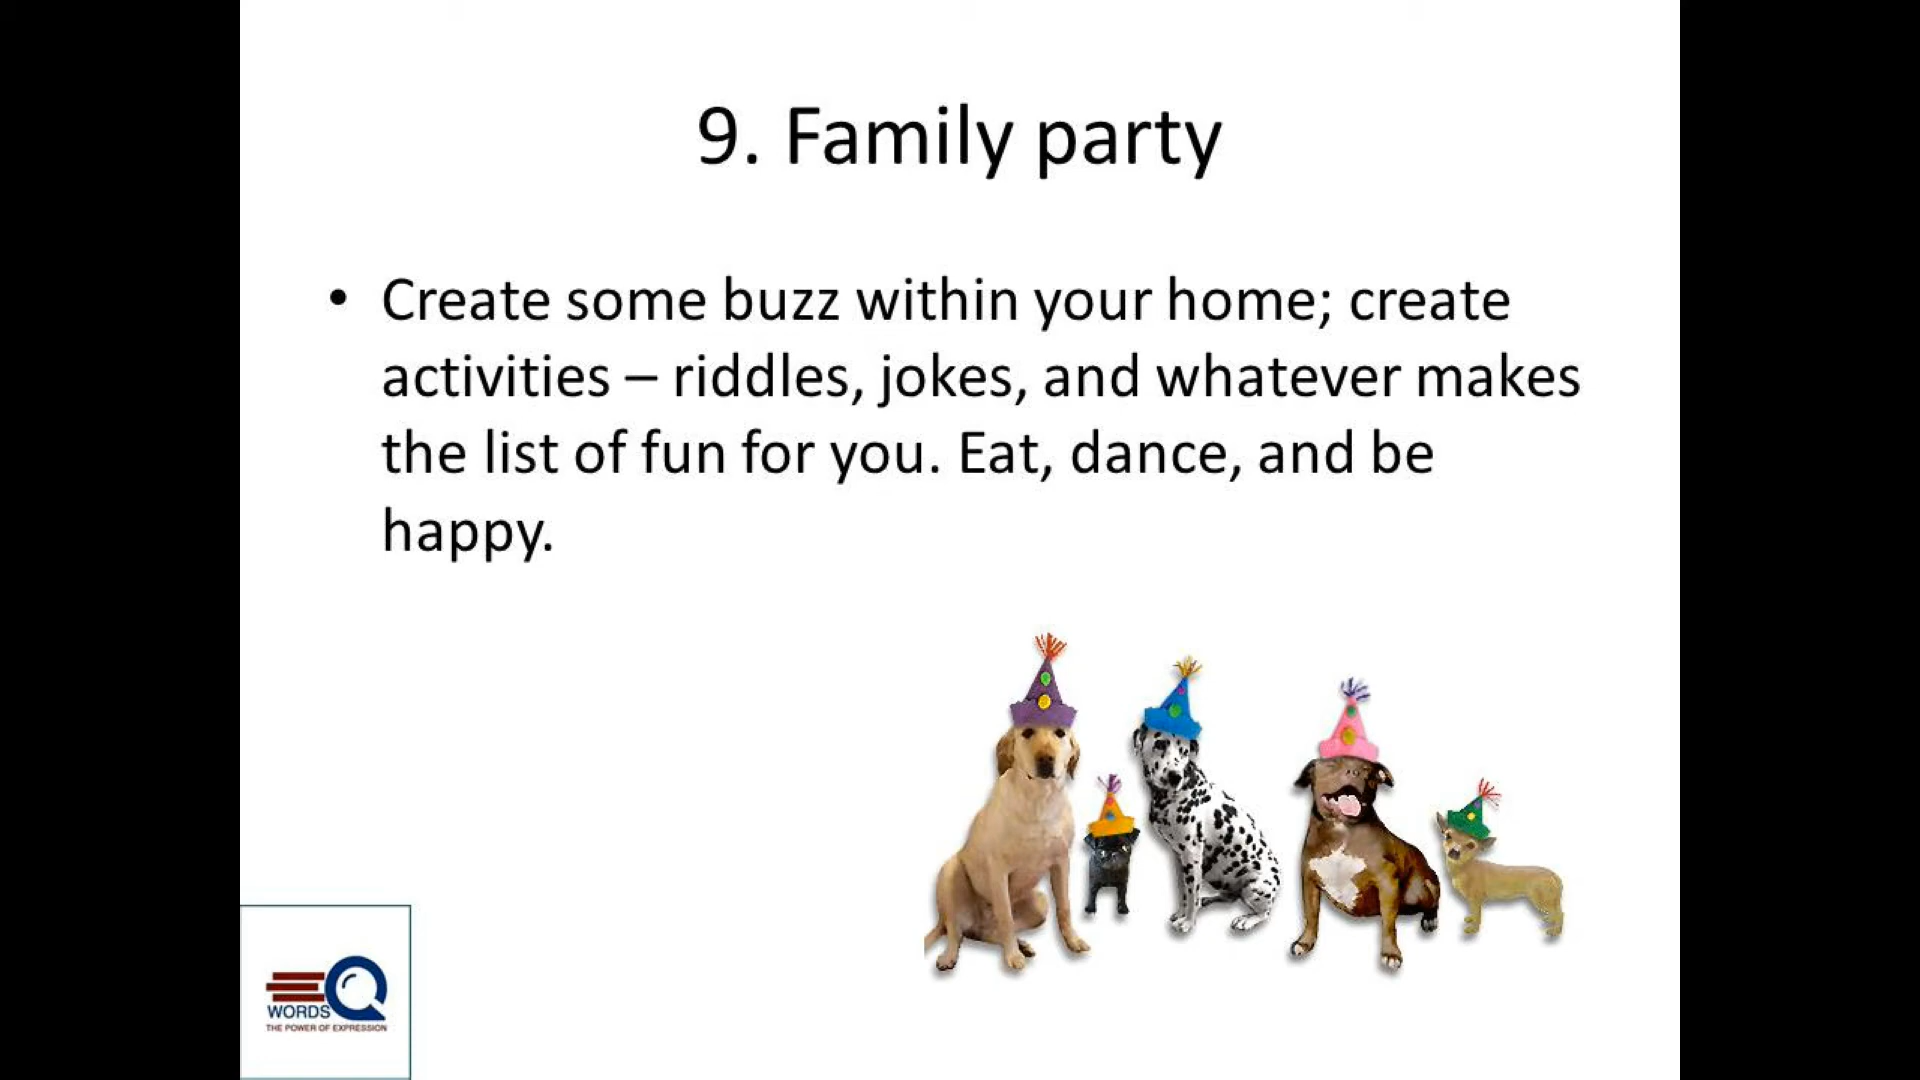 9. Family party
• Create some buzz within your home; create
activities – riddles, jokes, and whatever makes
the list of fun for you. Eat, dance, and be
happy.
Q
WORDS
THE POWER OF EXPRESSION